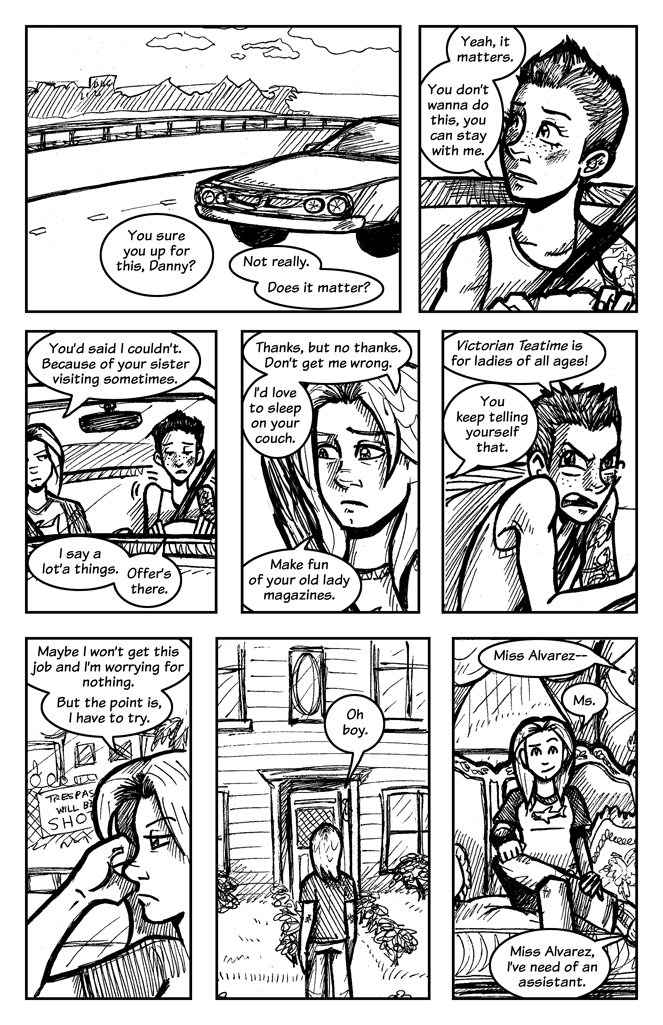 You sure
you up for
this, Danny?
Not really.
Does it matter?
Yeah, it
matters.
You don't
wanna do
this, you
can stay
with me.
You'd said I couldn't.
Because of your sister
visiting sometimes.
I say a
lot'a things.
Offer's
there.
Thanks, but no thanks.
Don't get me wrong.
I'd love
to sleep
on your
couch.
Make fun
of your old lady
magazines.
Victorian Teatime is
for ladies of all ages!
You
keep telling
yourself
that.
Maybe I won't get this
job and I'm worrying for
nothing.
But the point is,
I have to try.
TRESPAS
WILL BE
SHO
Oh
boy.
Miss Alvarez--
Ms.
Miss Alvarez,
I've need of an
assistant.